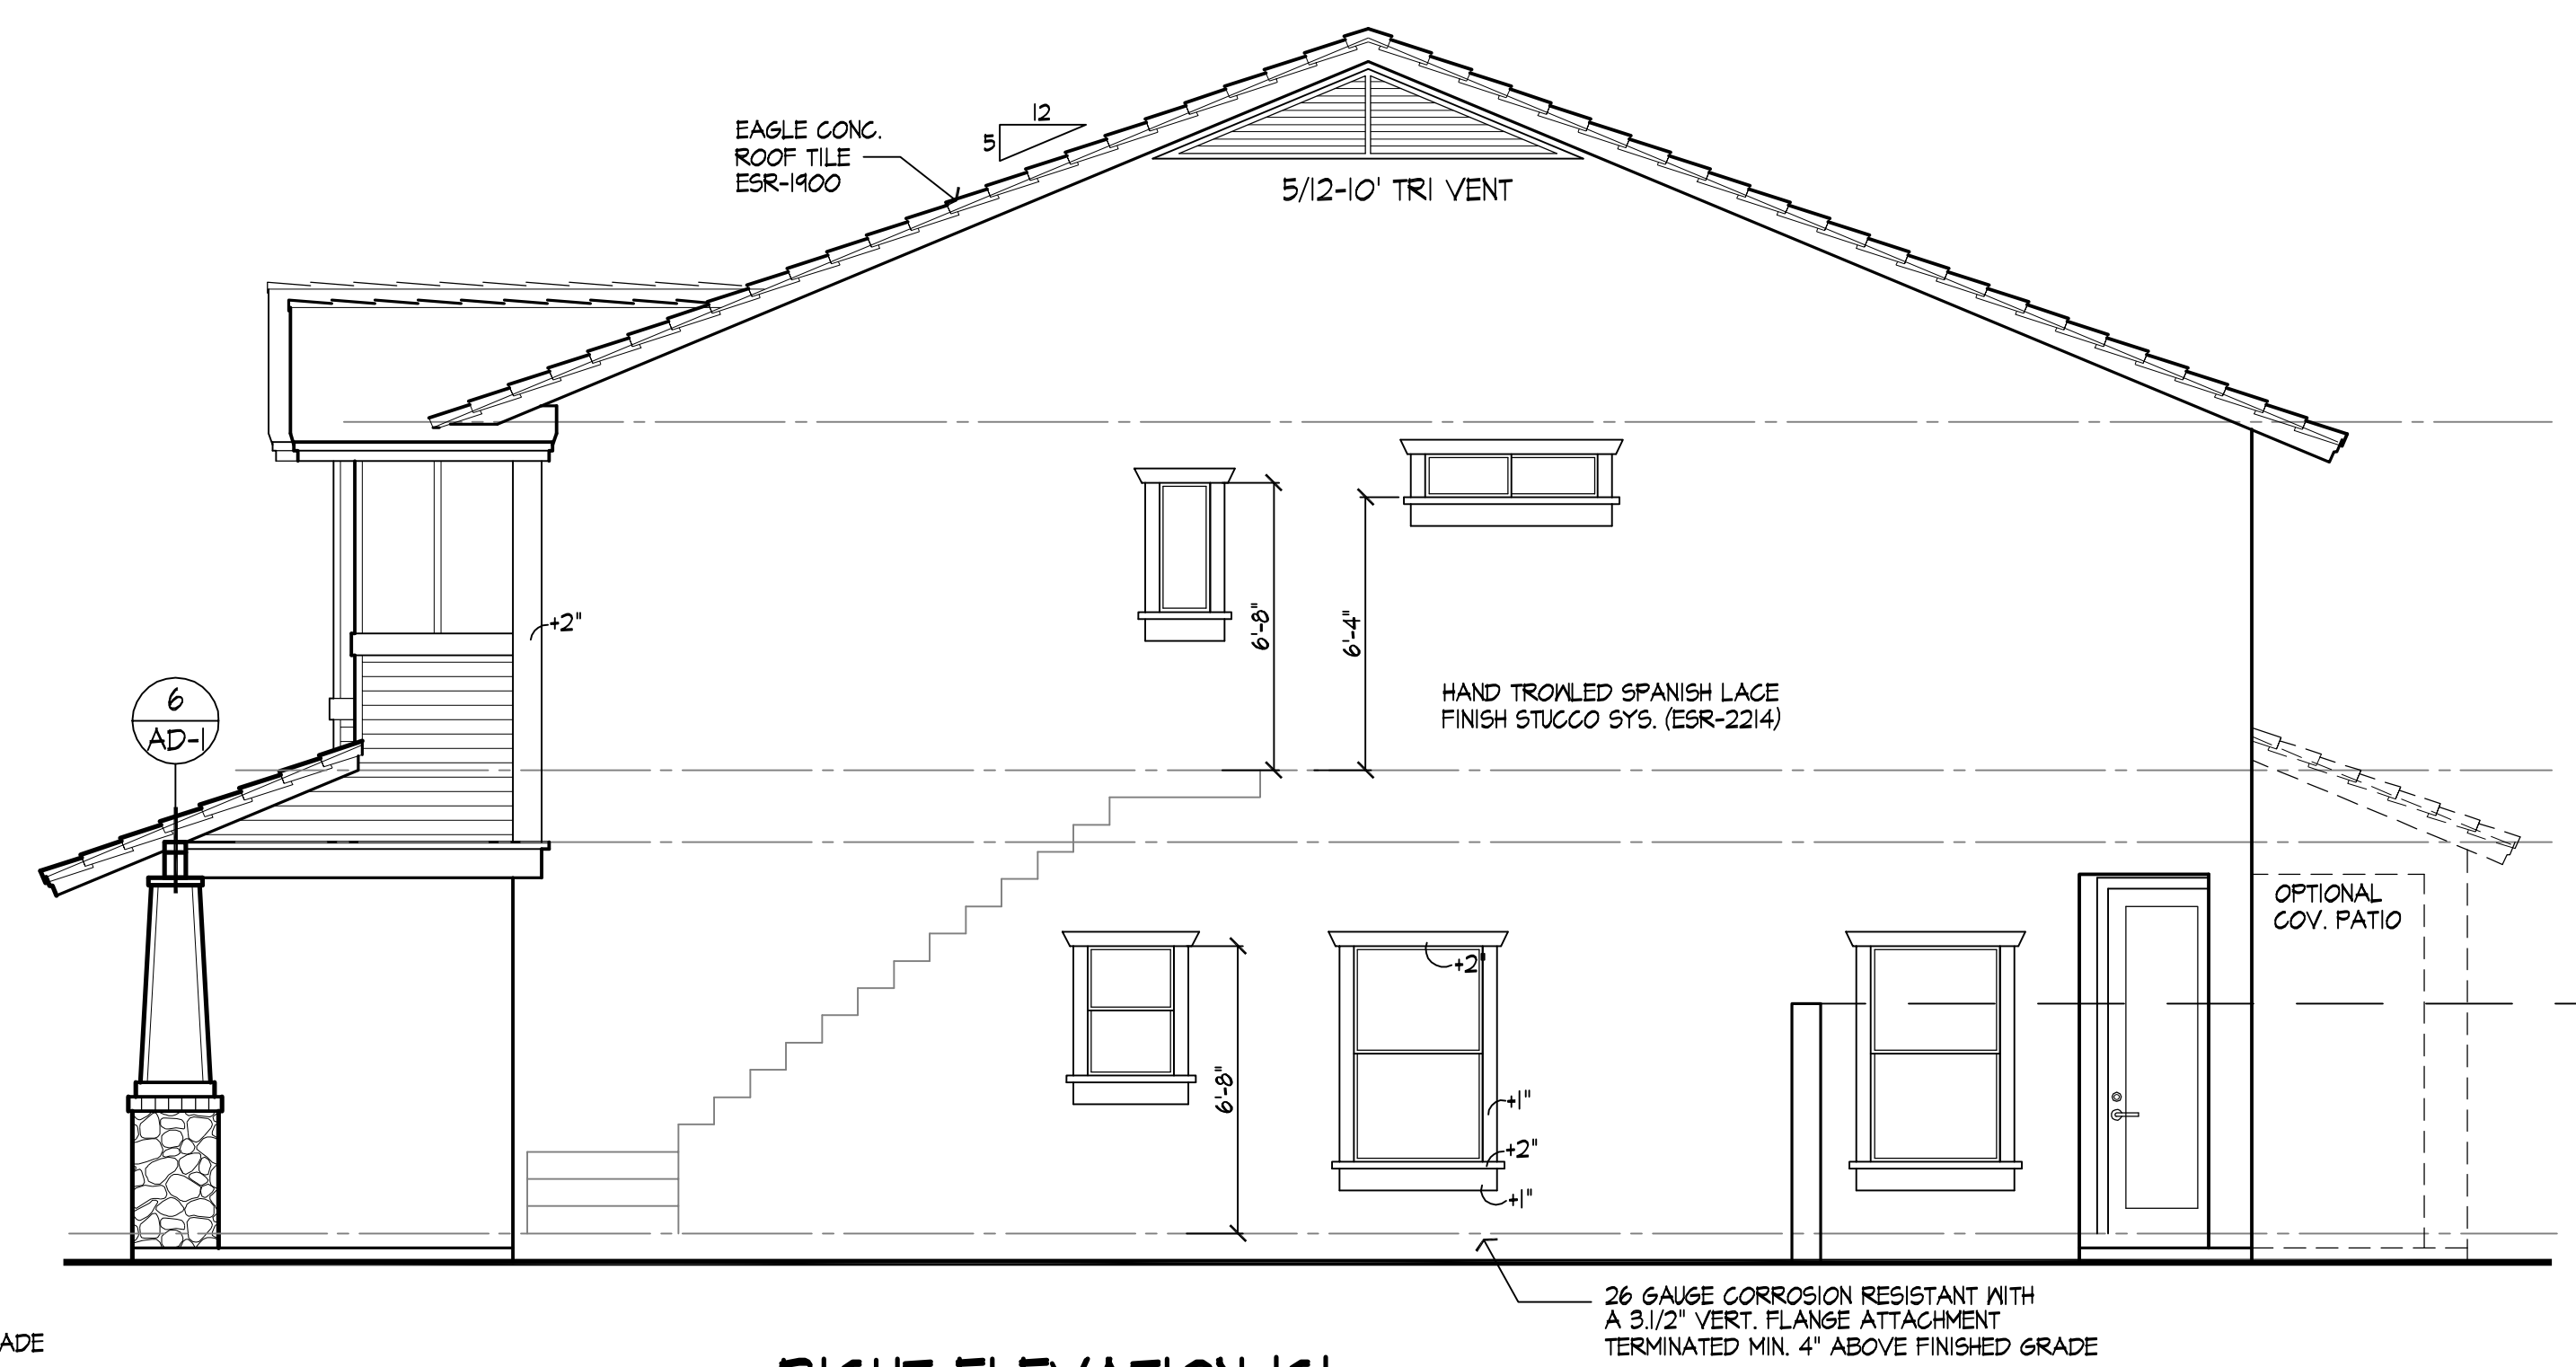 12
5
EAGLE CONC.
ROOF TILE
ESR-1900
5/12-10' TRI VENT
+2"
6'-8"
6'-4"
6
AD-1
HAND TROWLED SPANISH LACE
FINISH STUCCO SYS. (ESR-2214)
OPTIONAL
COV. PATIO
+2"
6'-8"
+1"
+2"
+1"
26 GAUGE CORROSION RESISTANT WITH
A 3.1/2" VERT. FLANGE ATTACHMENT
TERMINATED MIN. 4" ABOVE FINISHED GRADE
ADE
RIGHT ELEVATION 'C'